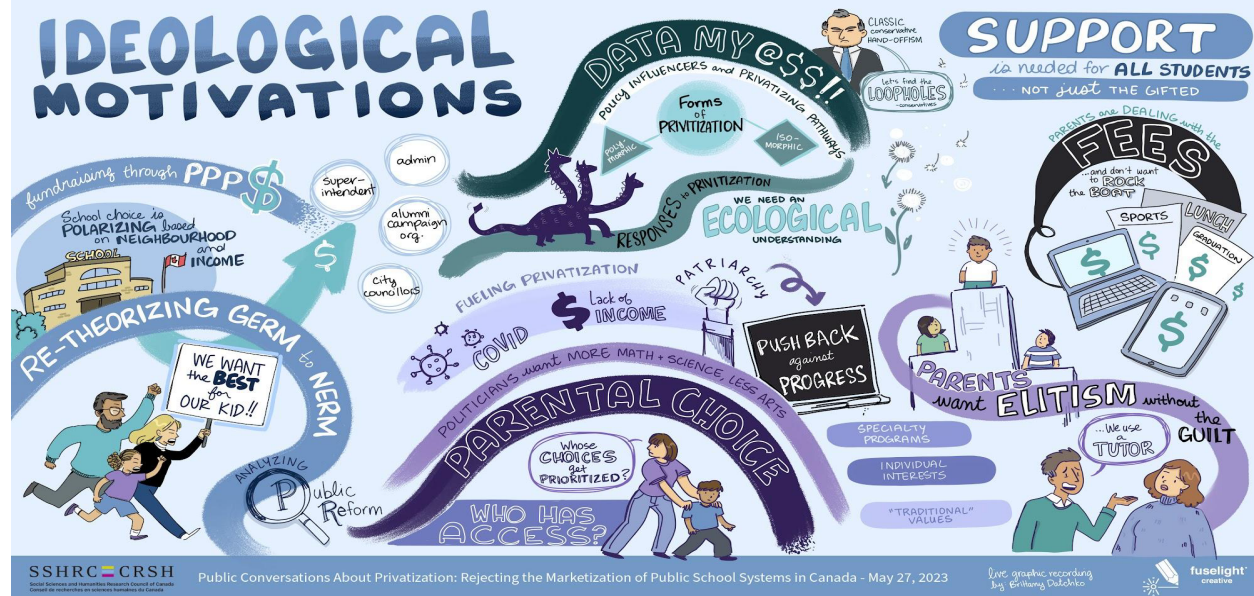 IDEOLOGICAL
MOTIVATIONS
fundraising through PPP$
School choice is
POLARIZING based
on NEIGHBOURHOOD
and
INCOME
SCHOOL
$
super-
intendent
admin
alumni
campaign
org.
city
councillors
RE-THEORIZING GERM to NERM
WE WANT
the BEST
for
OUR KID!!
ANALYZING
Public
Reform
DATA MY @$$!!
POLICY INFLUENCERS and PRIVATIZING PATHWAYS
Forms
of
PRIVITIZATION
POLY-
MORPHIC
ISO-
MORPHIC
RESPONSES to PRIVITIZATION
WE NEED AN
ECOLOGICAL
UNDERSTANDING
CLASSIC
conservative
HAND-OFFISM
Let's find the
LOOPHOLES
-conservatives
FUELING PRIVATIZATION
COVID
$ Lack of
INCOME
PATRIARCHY
PUSH BACK
against
PROGRESS
POLITICIANS want MORE MATH + SCIENCE, LESS ARTS
PARENTAL CHOICE
Whose
CHOICES
get
PRIORITIZED?
WHO HAS
ACCESS?
SPECIALTY
PROGRAMS
INDIVIDUAL
INTERESTS
"TRADITIONAL"
VALUES
SUPPORT
is needed for ALL STUDENTS
... NOT just THE GIFTED
PARENTS are DEALING with the
FEES
...and don't want
to ROCK
the BOAT
SPORTS
$
LUNCH
GRADUATION
$
$
$
$
$
$
PARENTS
want ELITISM without
the
GUILT
...We use
a
TUTOR
SSHRC CRSH
Social Sciences and Humanities Research Council of Canada
Conseil de recherches en sciences humaines du Canada
Public Conversations About Privatization: Rejecting the Marketization of Public School Systems in Canada - May 27, 2023
live graphic recording
by: Brittany Datchko
fuselight
creative